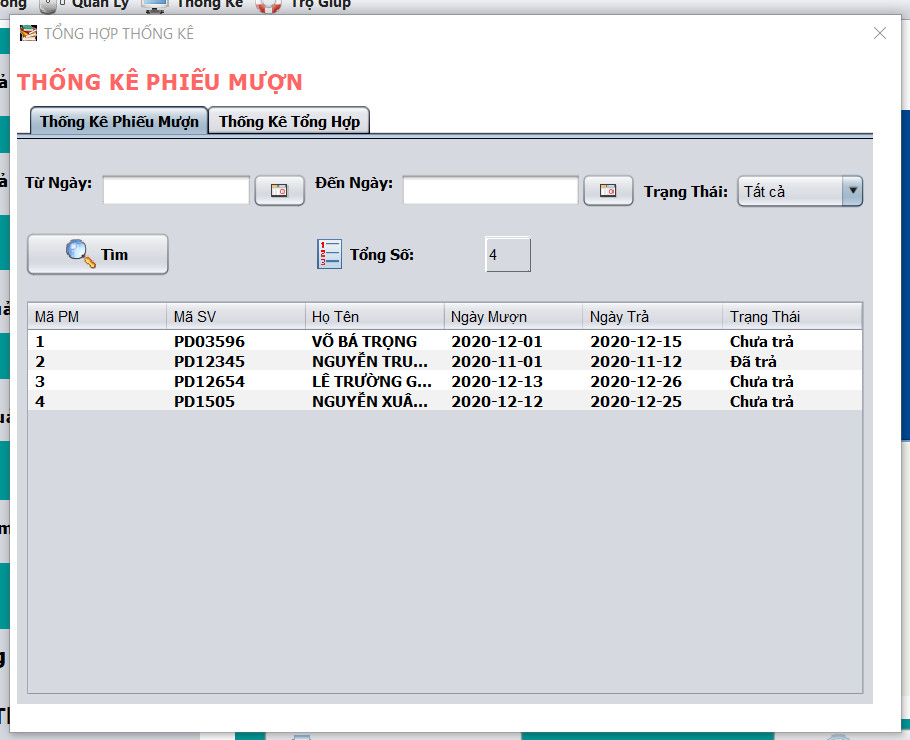 Quản Lý Thống Kê Trợ Giúp
TỔNG HỢP THỐNG KÊ
THỐNG KÊ PHIẾU MƯỢN
Thống Kê Phiếu Mượn Thống Kê Tổng Hợp
Từ Ngày: Đến Ngày: Trạng Thái: Tất cả
Tìm Tổng Số: 4
Mã PM Mã SV Họ Tên Ngày Mượn Ngày Trả Trạng Thái
1 PD03596 VÕ BÁ TRỌNG 2020-12-01 2020-12-15 Chưa trả
2 PD12345 NGUYỄN TRU... 2020-11-01 2020-11-12 Đã trả
3 PD12654 LÊ TRƯỜNG G... 2020-12-13 2020-12-26 Chưa trả
4 PD1505 NGUYỄN XUÂ... 2020-12-12 2020-12-25 Chưa trả